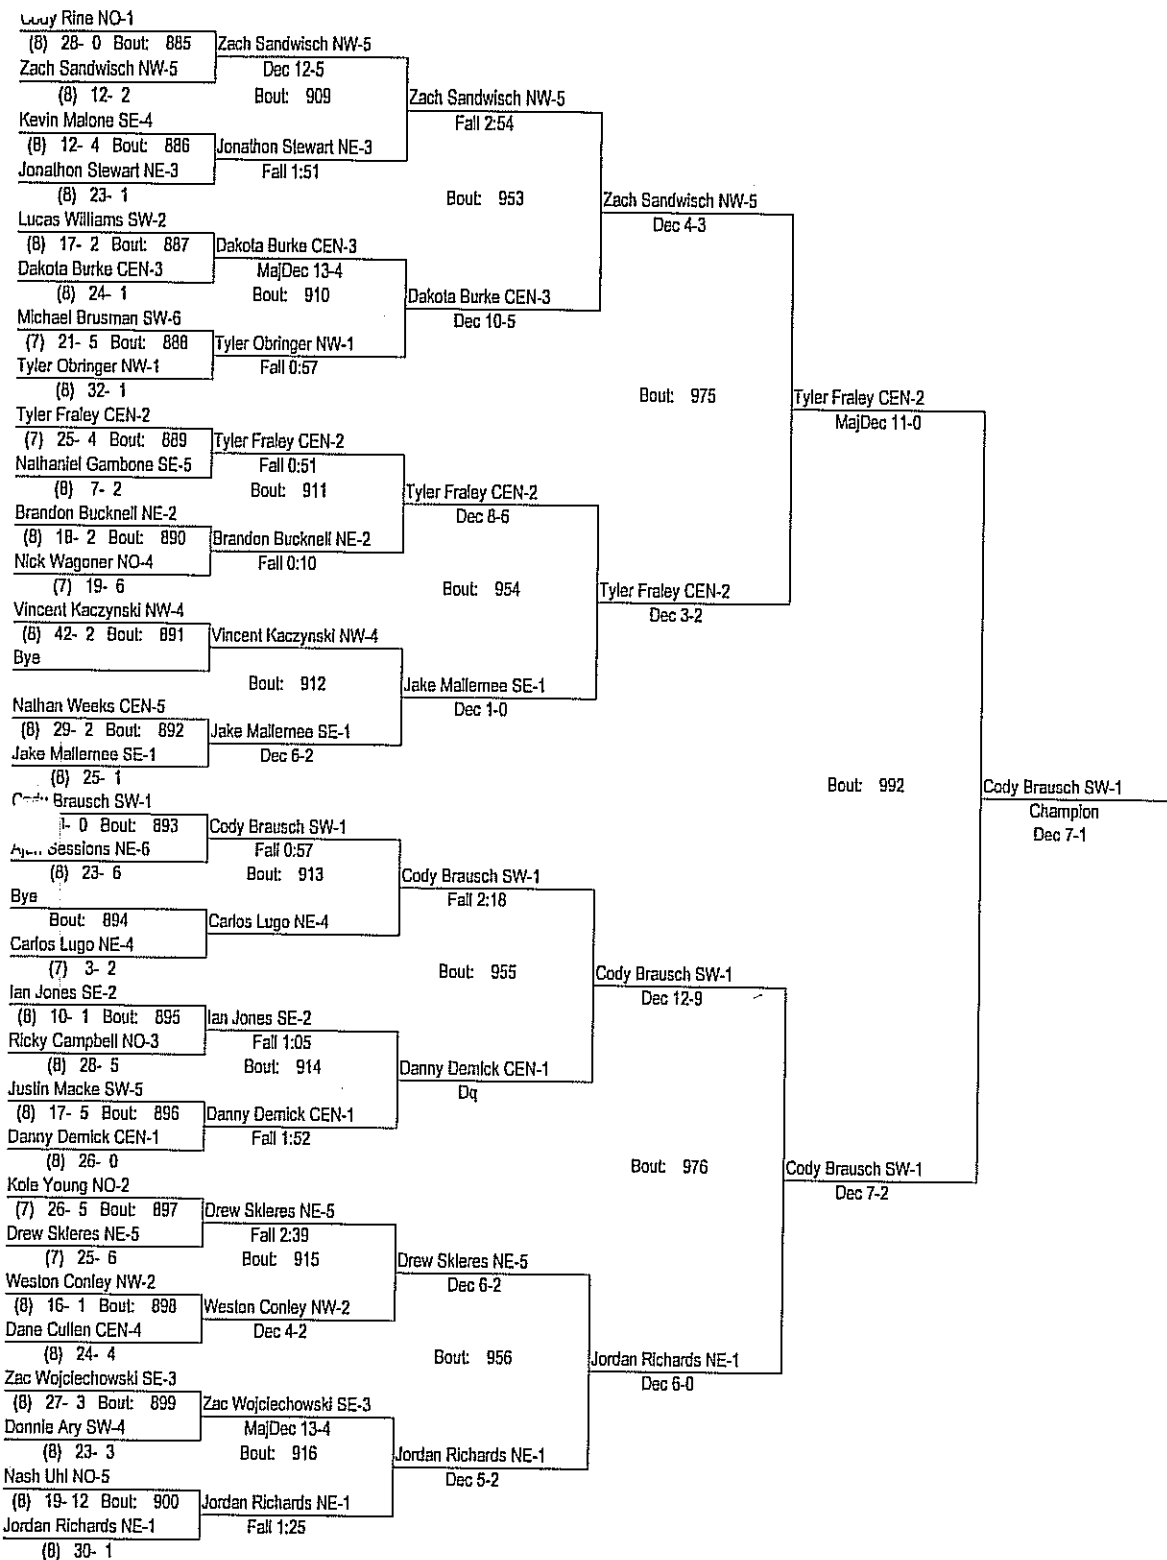 Cody Rine NO-1
(8) 28- 0 Bout: 885
Zach Sandwisch NW-5
(8) 12- 2
Kevin Malone SE-4
(8) 12- 4 Bout: 886
Jonathon Stewart NE-3
(8) 23- 1
Lucas Williams SW-2
(8) 17- 2 Bout: 887
Dakota Burke CEN-3
(8) 24- 1
Michael Brusman SW-6
(7) 21- 5 Bout: 888
Tyler Obringer NW-1
(8) 32- 1
Tyler Fraley CEN-2
(7) 25- 4 Bout: 889
Nathaniel Gambone SE-5
(8) 7- 2
Brandon Bucknell NE-2
(8) 18- 2 Bout: 890
Nick Wagoner NO-4
(7) 19- 6
Vincent Kaczynski NW-4
(8) 42- 2 Bout: 891
Bye
Nathan Weeks CEN-5
(8) 29- 2 Bout: 892
Jake Mallernee SE-1
(8) 25- 1
Cody Brausch SW-1
- 0 Bout: 893
Sessions NE-6
(8) 23- 6
Bye
Bout: 894
Carlos Lugo NE-4
(7) 3- 2
Ian Jones SE-2
(8) 10- 1 Bout: 895
Ricky Campbell NO-3
(8) 28- 5
Justin Macke SW-5
(8) 17- 5 Bout: 896
Danny Demick CEN-1
(8) 26- 0
Kole Young NO-2
(7) 26- 5 Bout: 897
Drew Skleres NE-5
(7) 25- 6
Weston Conley NW-2
(8) 16- 1 Bout: 898
Dane Cullen CEN-4
(8) 24- 4
Zac Wojciechowski SE-3
(8) 27- 3 Bout: 899
Donnie Ary SW-4
(8) 23- 3
Nash Uhl NO-5
(8) 19- 12 Bout: 900
Jordan Richards NE-1
(8) 30- 1
Zach Sandwisch NW-5
Dec 12-5
Bout: 909
Jonathon Stewart NE-3
Fall 1:51
Dakota Burke CEN-3
MajDec 13-4
Bout: 910
Tyler Obringer NW-1
Fall 0:57
Tyler Fraley CEN-2
Fall 0:51
Bout: 911
Brandon Bucknell NE-2
Fall 0:10
Vincent Kaczynski NW-4
Bout: 912
Jake Mallernee SE-1
Dec 6-2
Cody Brausch SW-1
Fall 0:57
Bout: 913
Carlos Lugo NE-4
Ian Jones SE-2
Fall 1:05
Bout: 914
Danny Demick CEN-1
Fall 1:52
Drew Skleres NE-5
Fall 2:39
Bout: 915
Weston Conley NW-2
Dec 4-2
Zac Wojciechowski SE-3
MajDec 13-4
Bout: 916
Jordan Richards NE-1
Fall 1:25
Zach Sandwisch NW-5
Fall 2:54
Bout: 953
Dakota Burke CEN-3
Dec 10-5
Tyler Fraley CEN-2
Dec 8-6
Bout: 954
Jake Mallernee SE-1
Dec 1-0
Cody Brausch SW-1
Fall 2:18
Bout: 955
Danny Demick CEN-1
Dq
Drew Skleres NE-5
Dec 6-2
Bout: 956
Jordan Richards NE-1
Dec 5-2
Zach Sandwisch NW-5
Dec 4-3
Bout: 975
Tyler Fraley CEN-2
Dec 3-2
Cody Brausch SW-1
Dec 12-9
Bout: 976
Jordan Richards NE-1
Dec 6-0
Tyler Fraley CEN-2
MajDec 11-0
Bout: 992
Cody Brausch SW-1
Dec 7-2
Cody Brausch SW-1
Champion
Dec 7-1